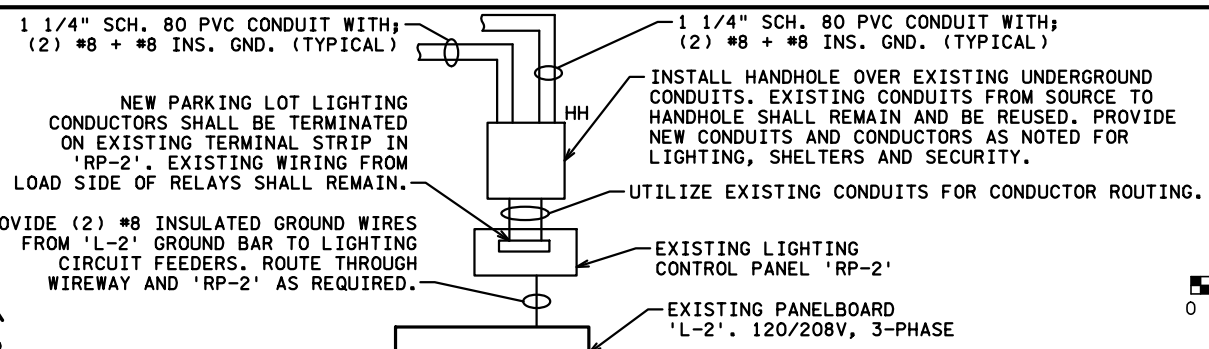 1 1/4" SCH. 80 PVC CONDUIT WITH;
(2) #8 + #8 INS. GND. (TYPICAL)
1 1/4" SCH. 80 PVC CONDUIT WITH;
(2) #8 + #8 INS. GND. (TYPICAL)
NEW PARKING LOT LIGHTING
CONDUCTORS SHALL BE TERMINATED
ON EXISTING TERMINAL STRIP IN
'RP-2'. EXISTING WIRING FROM
LOAD SIDE OF RELAYS SHALL REMAIN.
HH
INSTALL HANDHOLE OVER EXISTING UNDERGROUND
CONDUITS. EXISTING CONDUITS FROM SOURCE TO
HANDHOLE SHALL REMAIN AND BE REUSED. PROVIDE
NEW CONDUITS AND CONDUCTORS AS NOTED FOR
LIGHTING, SHELTERS AND SECURITY.
UTILIZE EXISTING CONDUITS FOR CONDUCTOR ROUTING.
OVIDE (2) #8 INSULATED GROUND WIRES
FROM 'L-2' GROUND BAR TO LIGHTING
CIRCUIT FEEDERS. ROUTE THROUGH
WIREWAY AND 'RP-2' AS REQUIRED.
EXISTING LIGHTING
CONTROL PANEL 'RP-2'
EXISTING PANELBOARD
'L-2'. 120/208V, 3-PHASE
0